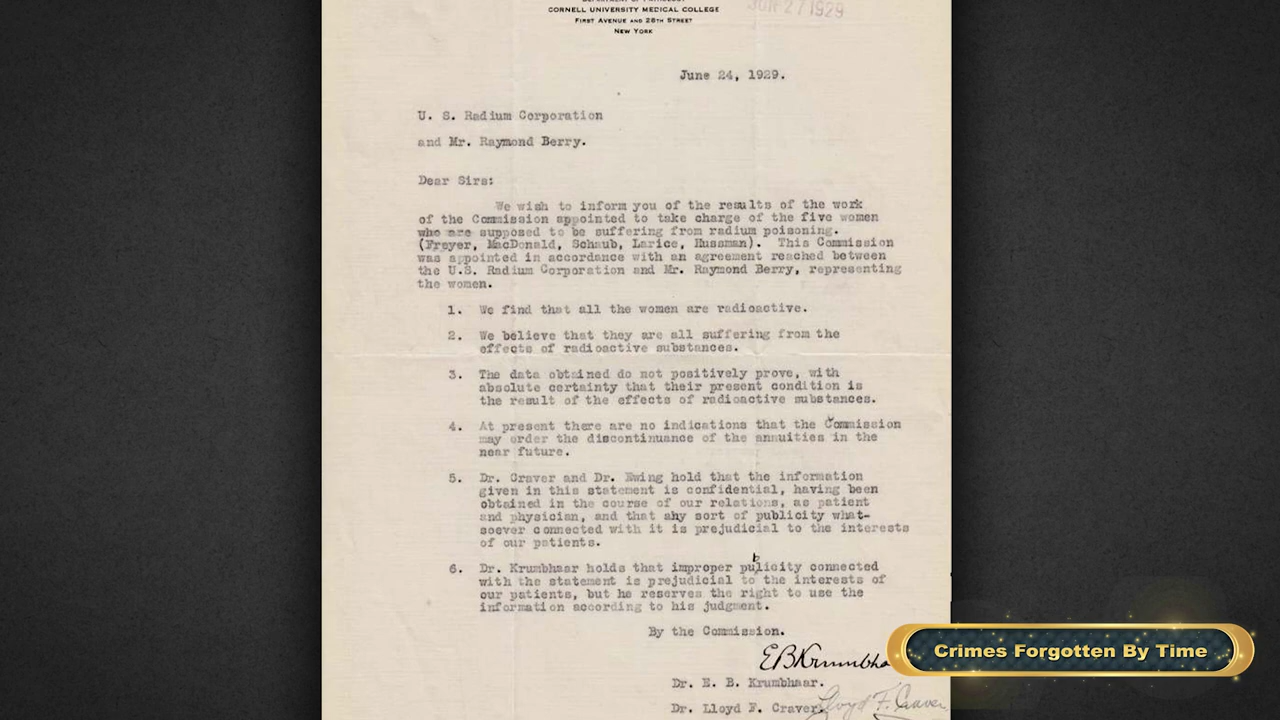 CORNELL UNIVERSITY MEDICAL COLLEGE
FIRST AVENUE AND 28TH STREET
NEW YORK
27 1929
June 24, 1929.
U. S. Radium Corporation
and Mr. Raymond Berry.
Dear Sirs:
We wish to inform you of the results of the work
of the Commission appointed to take charge of the five women
who are supposed to be suffering from radium poisoning.
(Freyer, MacDonald, Schaub, Larice, Hussman). This Commission
was appointed in accordance with an agreement reached between
the U.S. Radium Corporation and Mr. Raymond Berry, representing
the women.
1. We find that all the women are radioactive.
2. We believe that they are all suffering from the
effects of radioactive substances.
3. The data obtained do not positively prove, with
absolute certainty that their present condition is
the result of the effects of radioactive substances.
4. At present there are no indications that the Commission
may order the discontinuance of the annuities in the
near future.
5. Dr. Craver and Dr. Ewing hold that the information
given in this statement is confidential, having been
obtained in the course of our relations, as patient
and physician, and that any sort of publicity what-
soever connected with it is prejudicial to the interests
of our patients.
6. Dr. Krumbhaar holds that improper publicity connected
with the statement is prejudicial to the interests of
our patients, but he reserves the right to use the
information according to his judgment.
By the Commission.
E B Krumbha
Dr. E. B. Krumbhaar.
Dr. Lloyd F. Craver. Lloyd F. Craver
Crimes Forgotten By Time